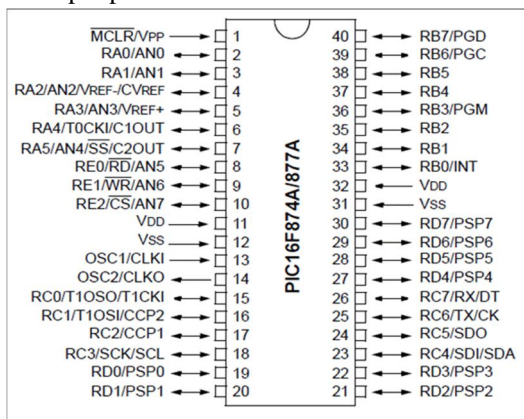 MCLR/VPP 1 40 RB7/PGD
RA0/AN0 2 39 RB6/PGC
RA1/AN1 3 38 RB5
RA2/AN2/VREF-/CVREF 4 37 RB4
RA3/AN3/VREF+ 5 36 RB3/PGM
RA4/T0CKI/C1OUT 6 35 RB2
RA5/AN4/SS/C2OUT 7 34 RB1
RE0/RD/AN5 8 33 RB0/INT
RE1/WR/AN6 9 32 VDD
RE2/CS/AN7 10 31 VSS
VDD 11 30 RD7/PSP7
VSS 12 29 RD6/PSP6
OSC1/CLKI 13 28 RD5/PSP5
OSC2/CLKO 14 27 RD4/PSP4
RC0/T1OSO/T1CKI 15 26 RC7/RX/DT
RC1/T1OSI/CCP2 16 25 RC6/TX/CK
RC2/CCP1 17 24 RC5/SDO
RC3/SCK/SCL 18 23 RC4/SDI/SDA
RD0/PSP0 19 22 RD3/PSP3
RD1/PSP1 20 21 RD2/PSP2
PIC16F874A/877A